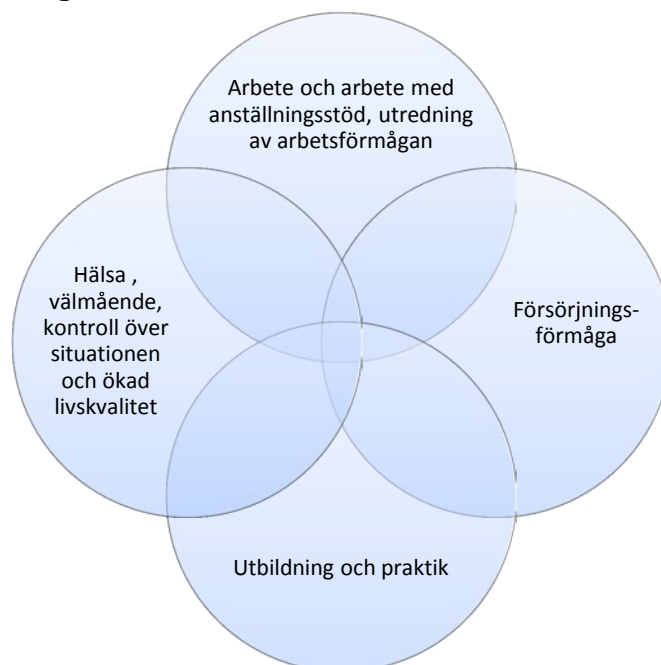 Arbete och arbete med
anställningsstöd, utredning
av arbetsförmågan
Hälsa ,
välmående,
kontroll över
situationen
och ökad
livskvalitet
Försörjnings-
förmåga
Utbildning och praktik